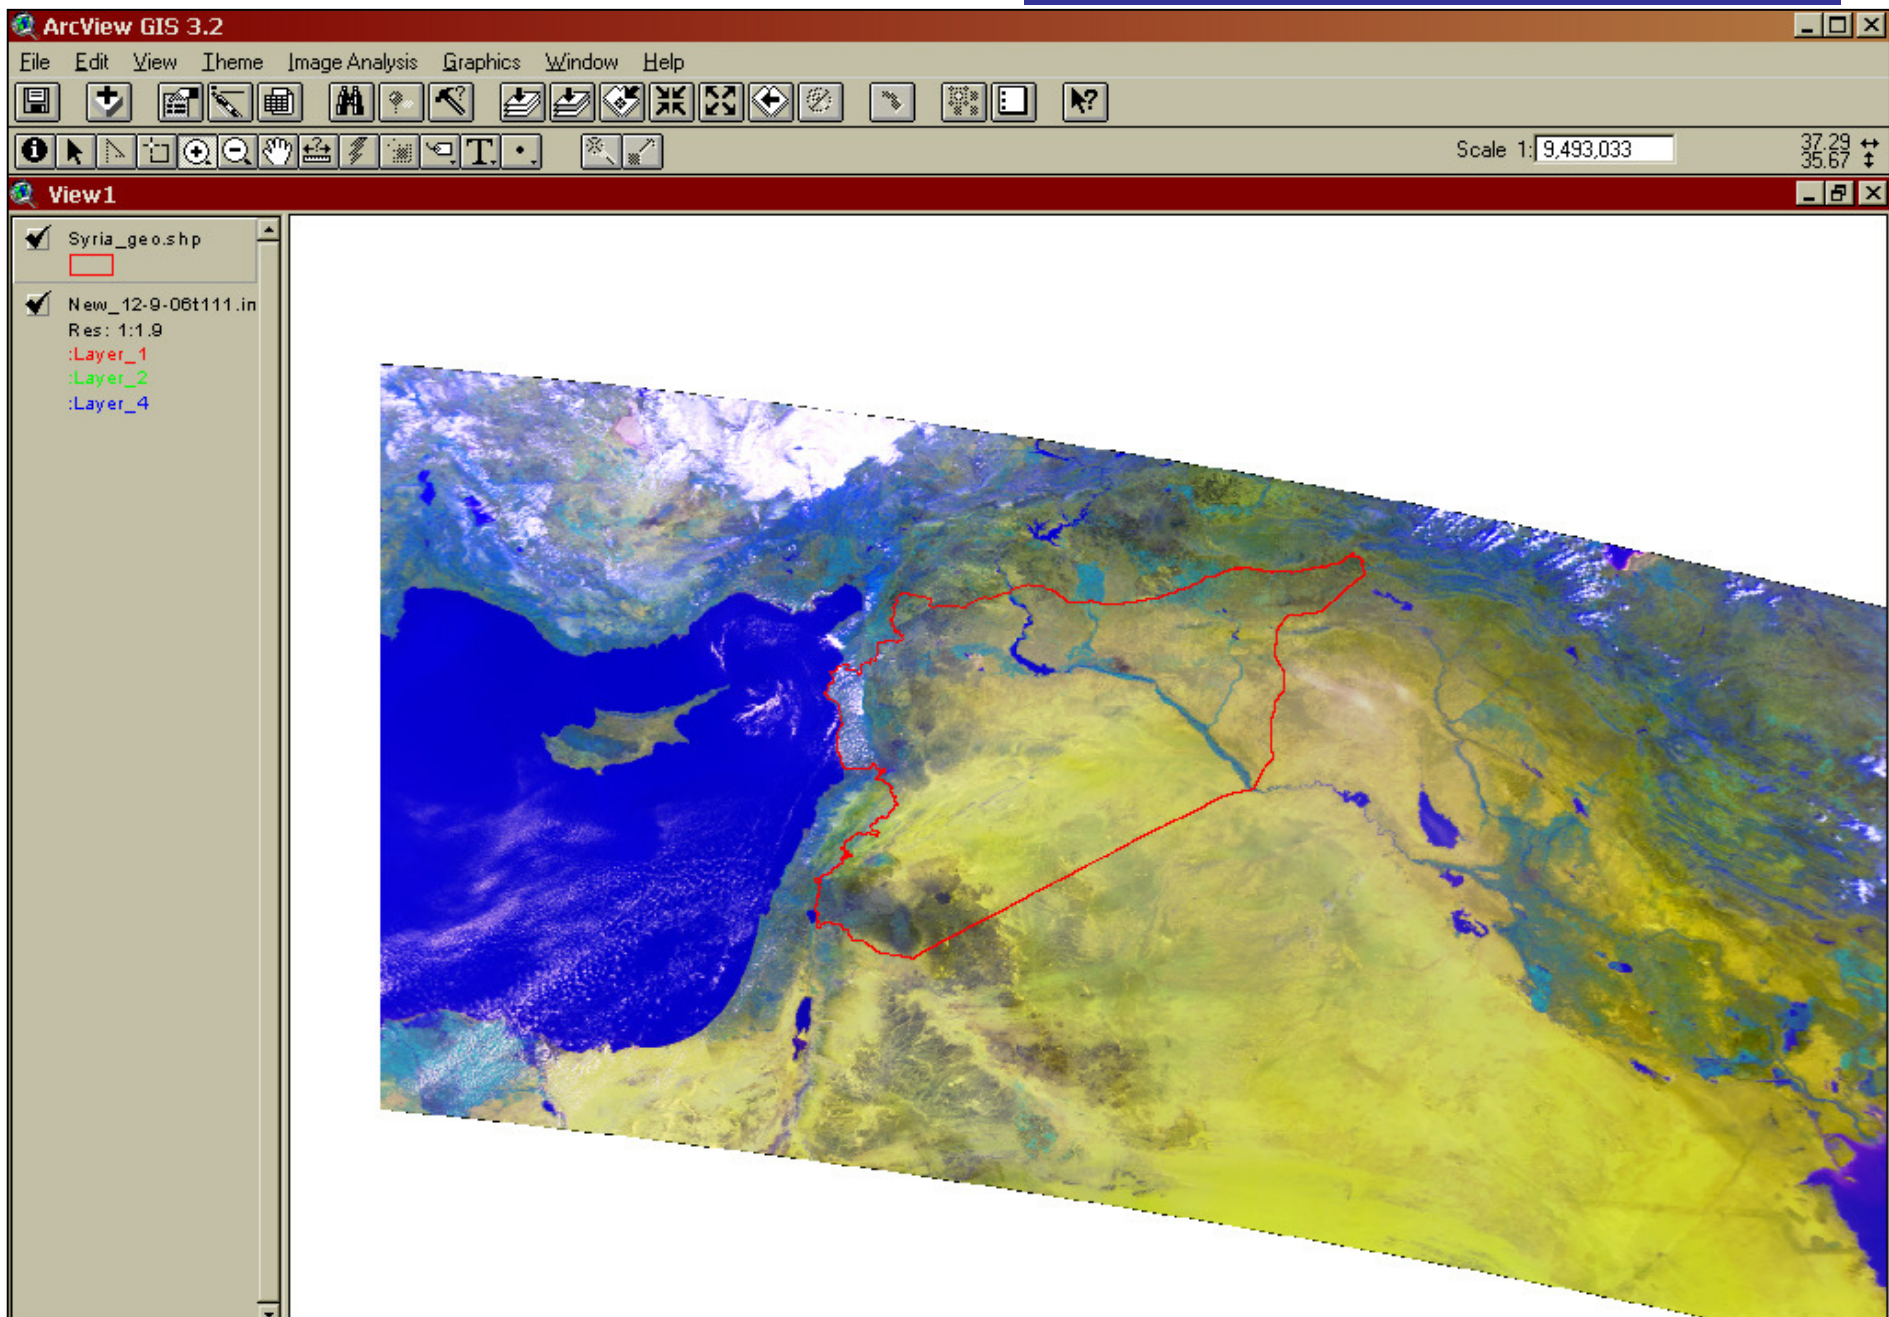 ArcView GIS 3.2
File Edit View Theme Image Analysis Graphics Window Help
Scale 1: 9,493,033
37.29
35.67
View1
Syria_geo.shp
New_12-9-06t111.in
Res: 1:1.9
:Layer_1
:Layer_2
:Layer_4